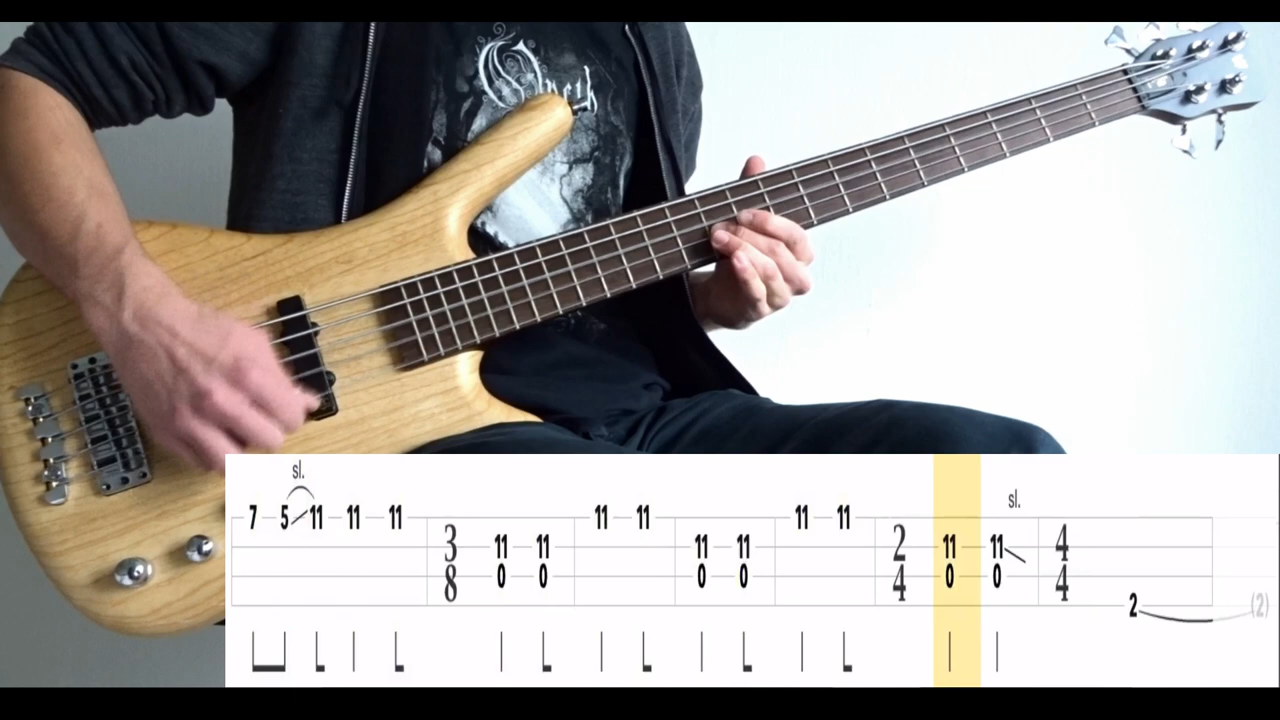 Opeth
sl.
sl.
7 5 11 11 11 11 11 11 11
3 2 4
11 11 11 11 11 11
8 0 0 0 0 4 0 0 4
2 (2)